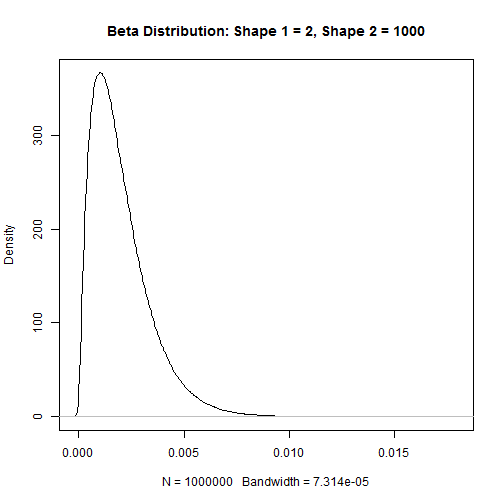 Beta Distribution: Shape 1 = 2, Shape 2 = 1000
Density
300
200
100
0
0.000 0.005 0.010 0.015
N = 1000000 Bandwidth = 7.314e-05